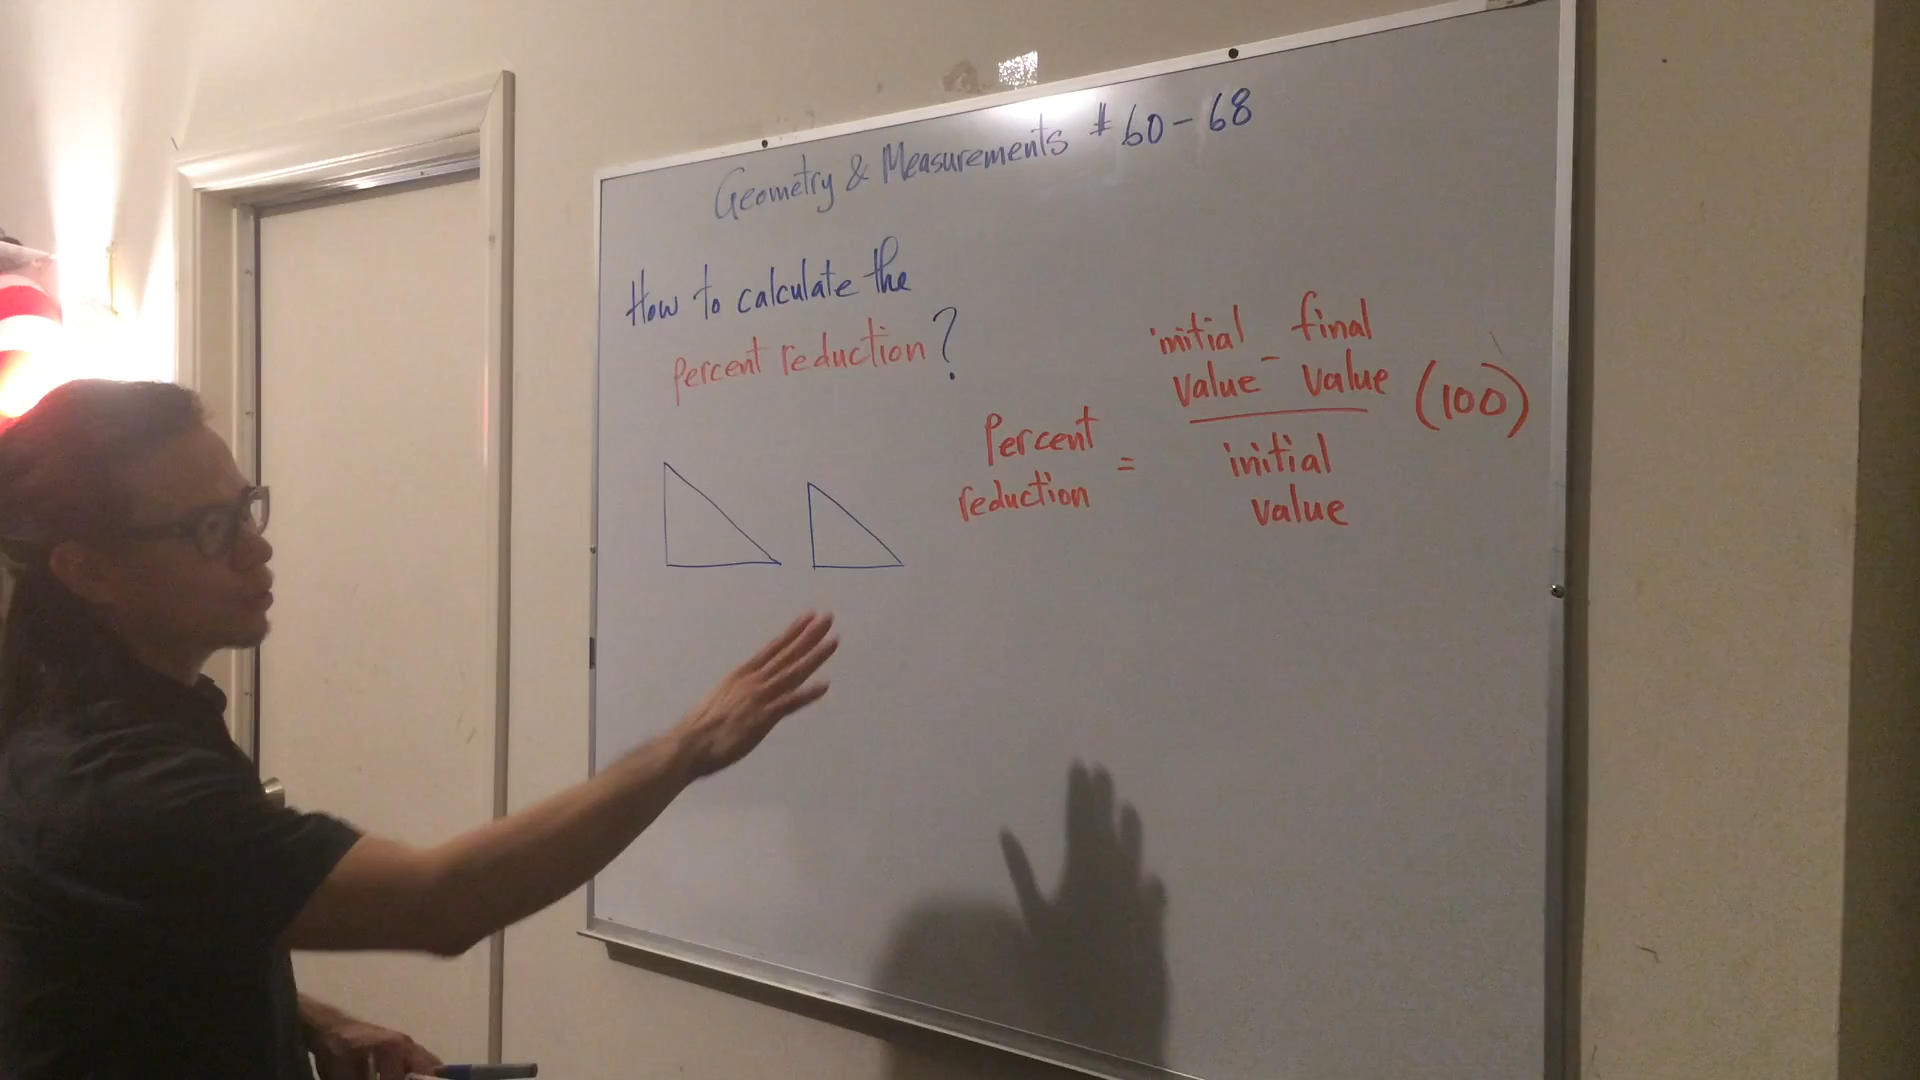 Geometry & Measurements # 60 - 68
How to calculate the
percent reduction?
Percent
reduction
=
initial - final
value value
initial
value
(100)